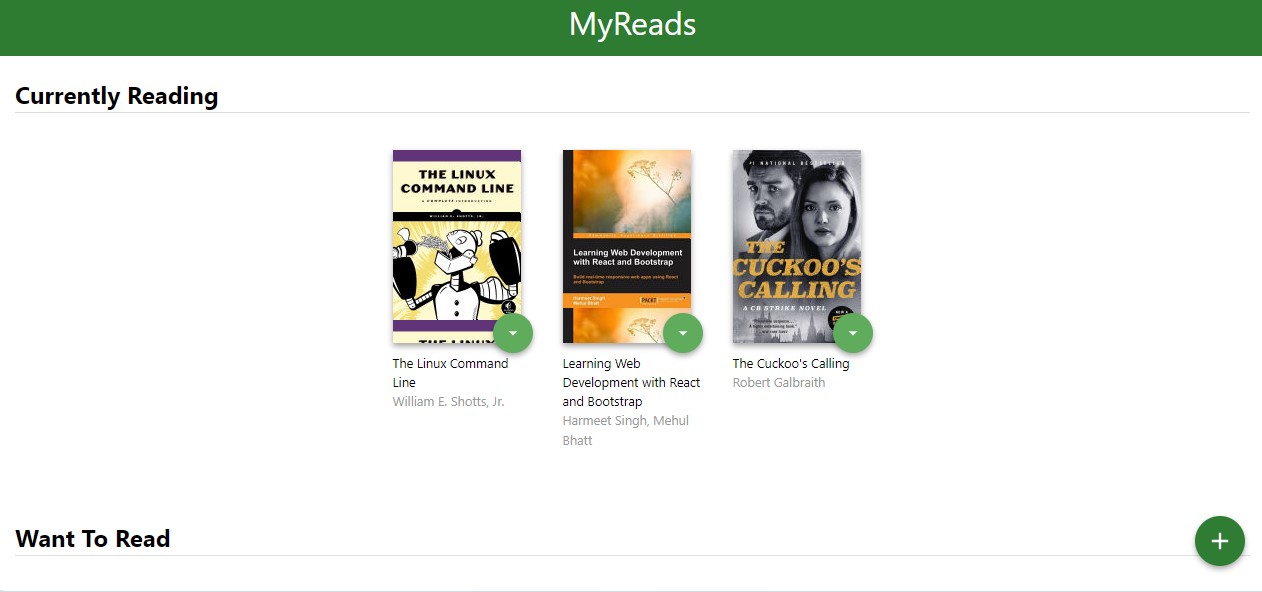 MyReads
Currently Reading
THE LINUX
COMMAND LINE
A COMPLETE INTRODUCTION
WILLIAM E. SHOTTS, JR.
THE LINUX
Learning Web Development
with React and Bootstrap
Build real-time responsive web apps using React
and Bootstrap
Harmeet Singh
Mehul Bhatt
PACKT
#1 NATIONAL BESTSELLER
THE
CUCKOO'S
CALLING
A CB STRIKE NOVEL
The Linux Command
Line
William E. Shotts, Jr.
Learning Web
Development with React
and Bootstrap
Harmeet Singh, Mehul
Bhatt
The Cuckoo's Calling
Robert Galbraith
Want To Read
+